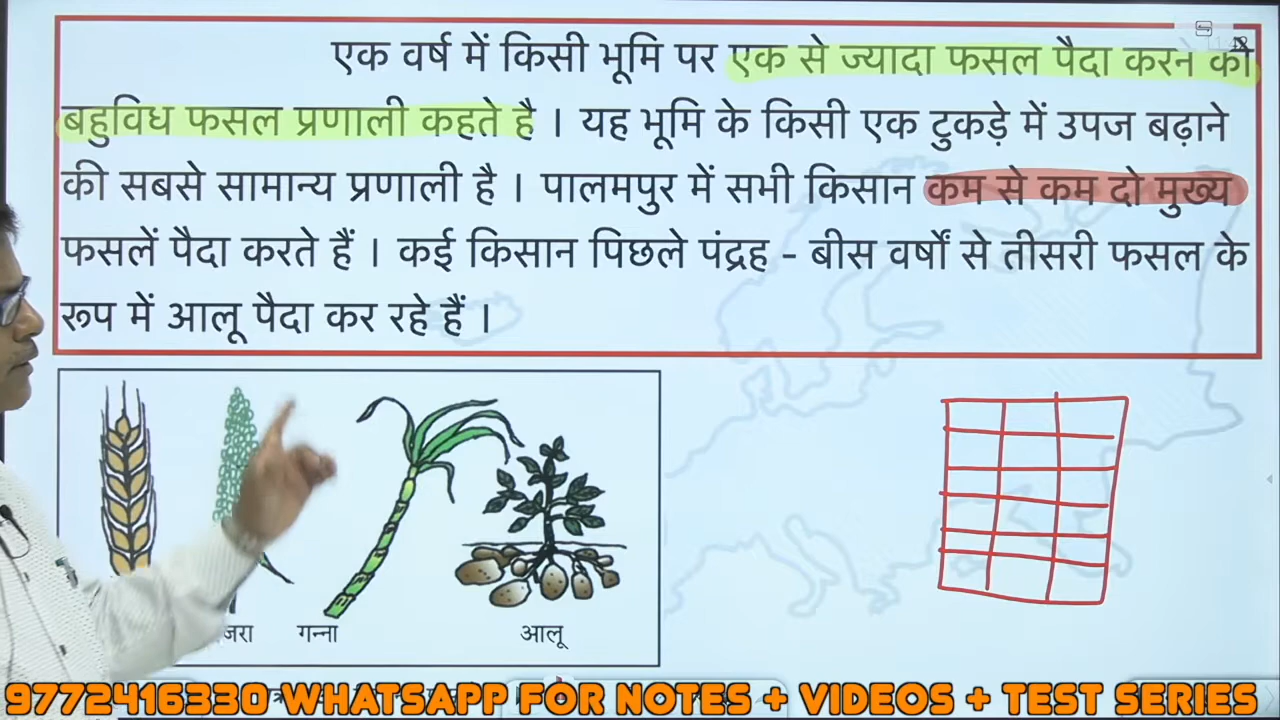 एक वर्ष में किसी भूमि पर एक से ज्यादा फसल पैदा करने को
बहुविध फसल प्रणाली कहते है । यह भूमि के किसी एक टुकड़े में उपज बढ़ाने
की सबसे सामान्य प्रणाली है । पालमपुर में सभी किसान कम से कम दो मुख्य
फसलें पैदा करते हैं । कई किसान पिछले पंद्रह - बीस वर्षों से तीसरी फसल के
रूप में आलू पैदा कर रहे हैं ।
गन्ना आलू
9772416330 WHATSAPP FOR NOTES + VIDEOS + TEST SERIES